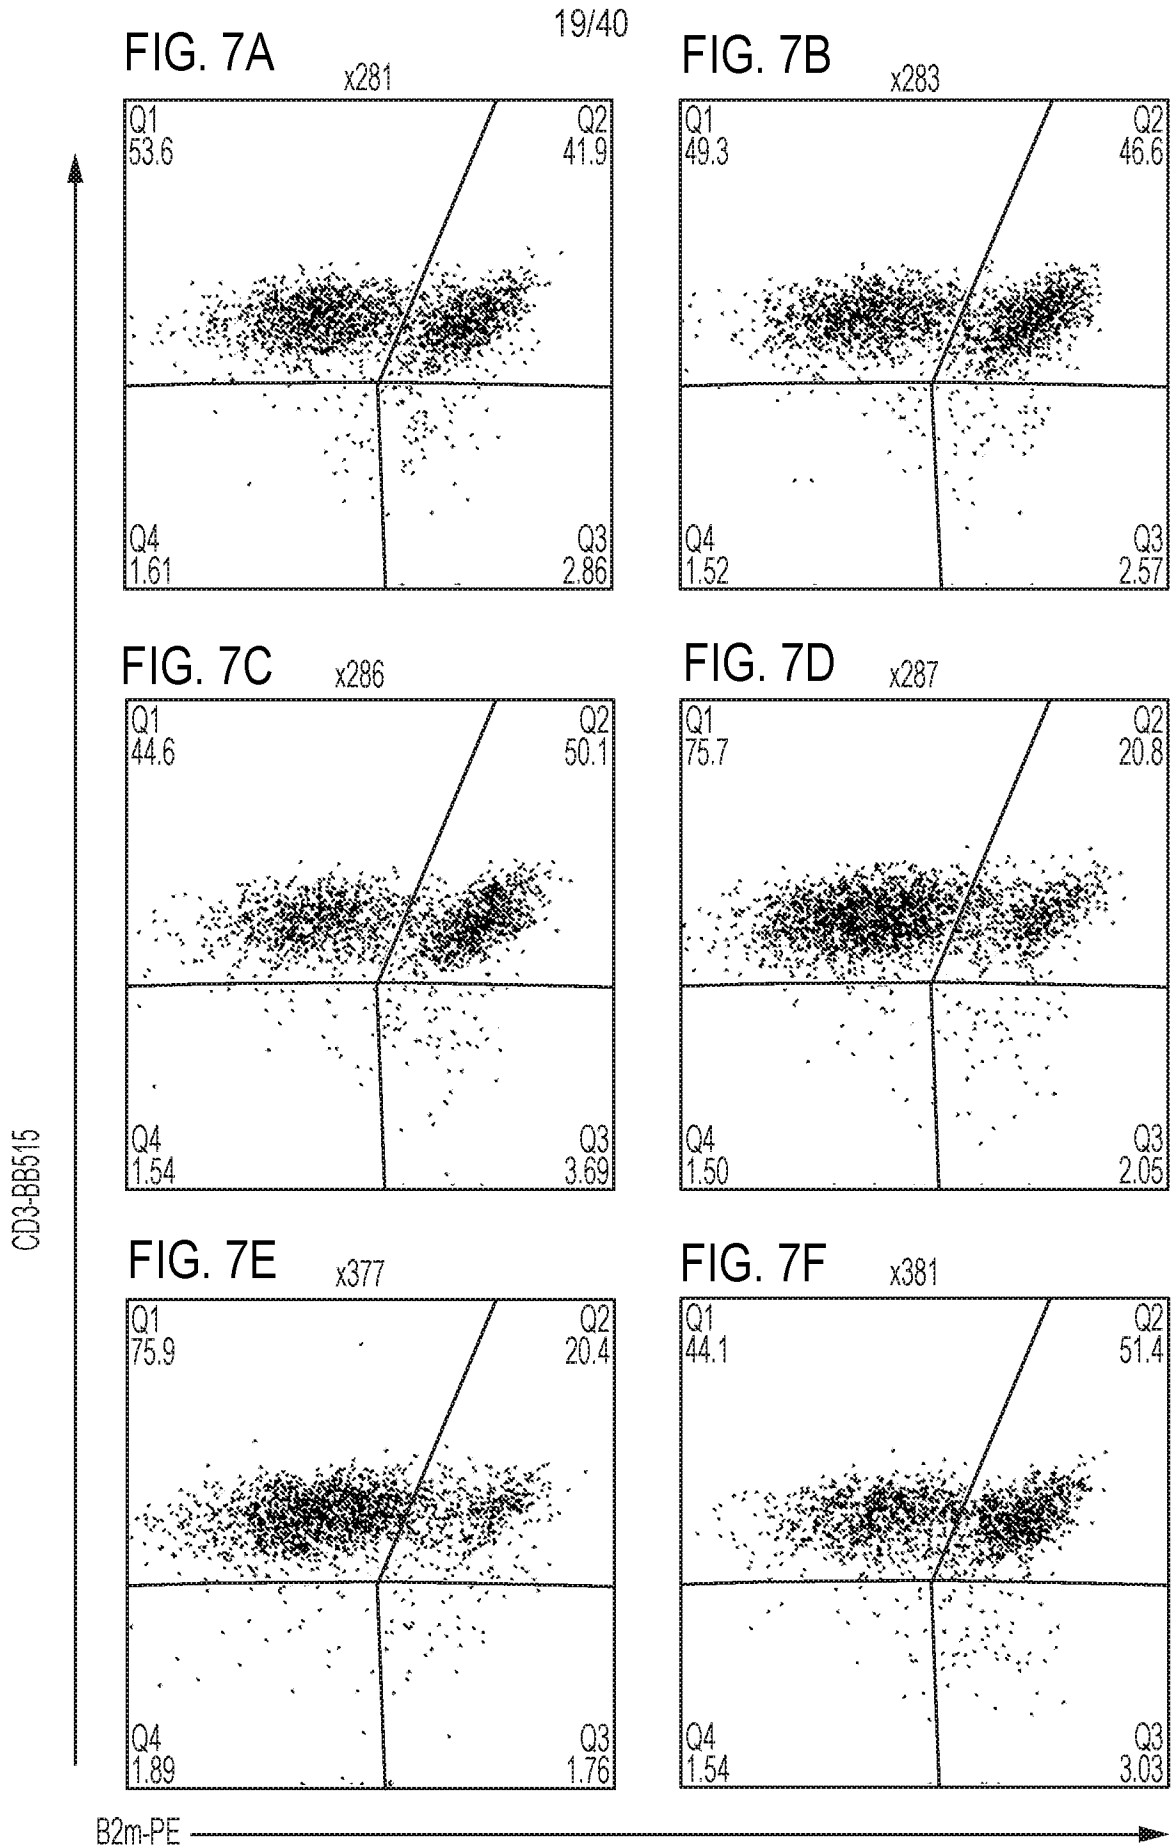 19/40
FIG. 7A
x281
Q1
53.6
Q2
41.9
Q4
1.61
Q3
2.86
FIG. 7B
x283
Q1
49.3
Q2
46.6
Q4
1.52
Q3
2.57
FIG. 7C
x286
Q1
44.6
Q2
50.1
Q4
1.54
Q3
3.69
FIG. 7D
x287
Q1
75.7
Q2
20.8
Q4
1.50
Q3
2.05
FIG. 7E
x377
Q1
75.9
Q2
20.4
Q4
1.89
Q3
1.76
FIG. 7F
x381
Q1
44.1
Q2
51.4
Q4
1.54
Q3
3.03
CD3-BB515
B2m-PE